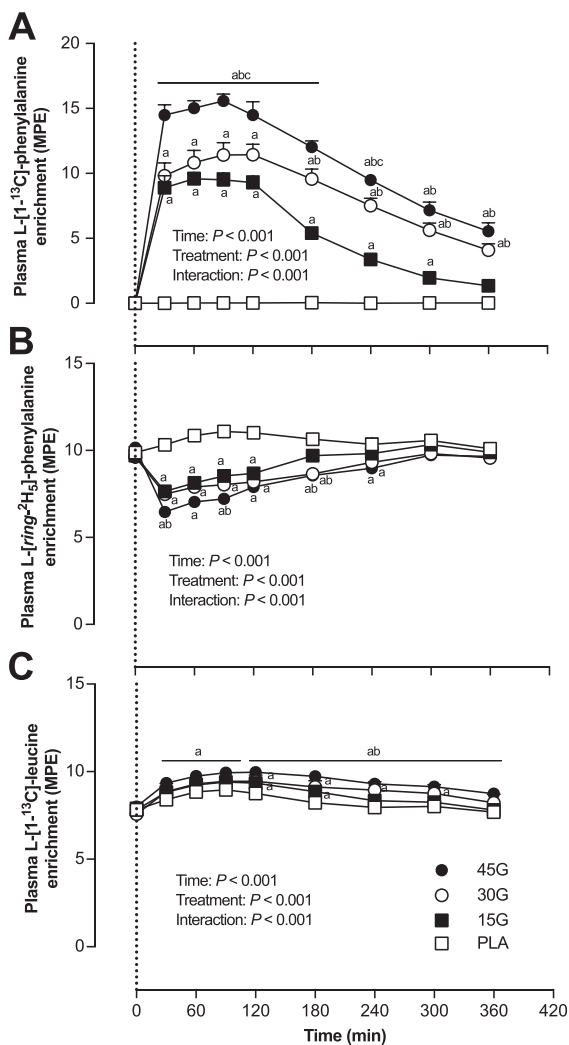 A
Plasma L-[1-¹³C]-phenylalanine
enrichment (MPE)
20
15
10
5
0
abc
a
a
a
a
ab
abc
ab
ab
ab
ab
ab
a
a
a
a
a
a
a
Time: P < 0.001
Treatment: P < 0.001
Interaction: P < 0.001
B
Plasma L-[ring-²H₅]-phenylalanine
enrichment (MPE)
15
10
5
0
a
a
a
a
a
a
a
a
ab
a
ab
a
ab
ab
a
a
Time: P < 0.001
Treatment: P < 0.001
Interaction: P < 0.001
C
Plasma L-[1-¹³C]-leucine
enrichment (MPE)
15
10
5
0
a
ab
a
a
a
a
a
a
Time: P < 0.001
Treatment: P < 0.001
Interaction: P < 0.001
45G
30G
15G
PLA
0
60
120
180
240
300
360
420
Time (min)